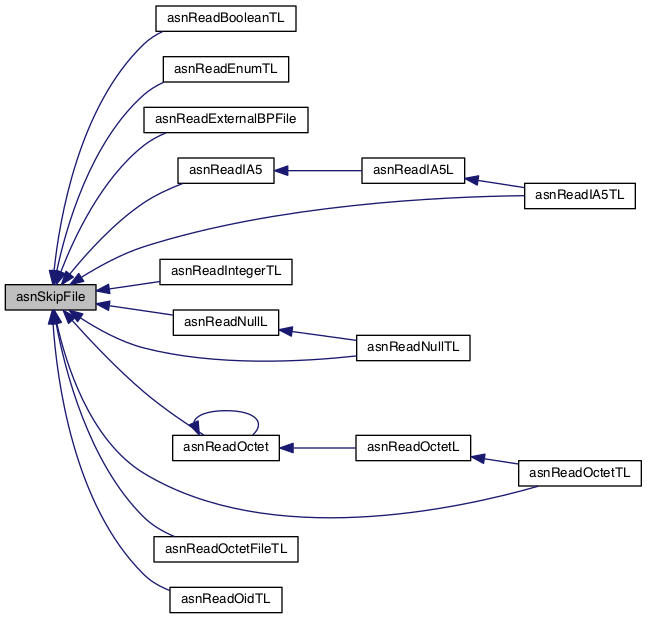 asnReadBooleanTL
asnReadEnumTL
asnReadExternalBPFile
asnReadIA5
asnReadIA5L
asnReadIA5TL
asnReadIntegerTL
asnSkipFile
asnReadNullL
asnReadNullTL
asnReadOctet
asnReadOctetL
asnReadOctetTL
asnReadOctetFileTL
asnReadOidTL